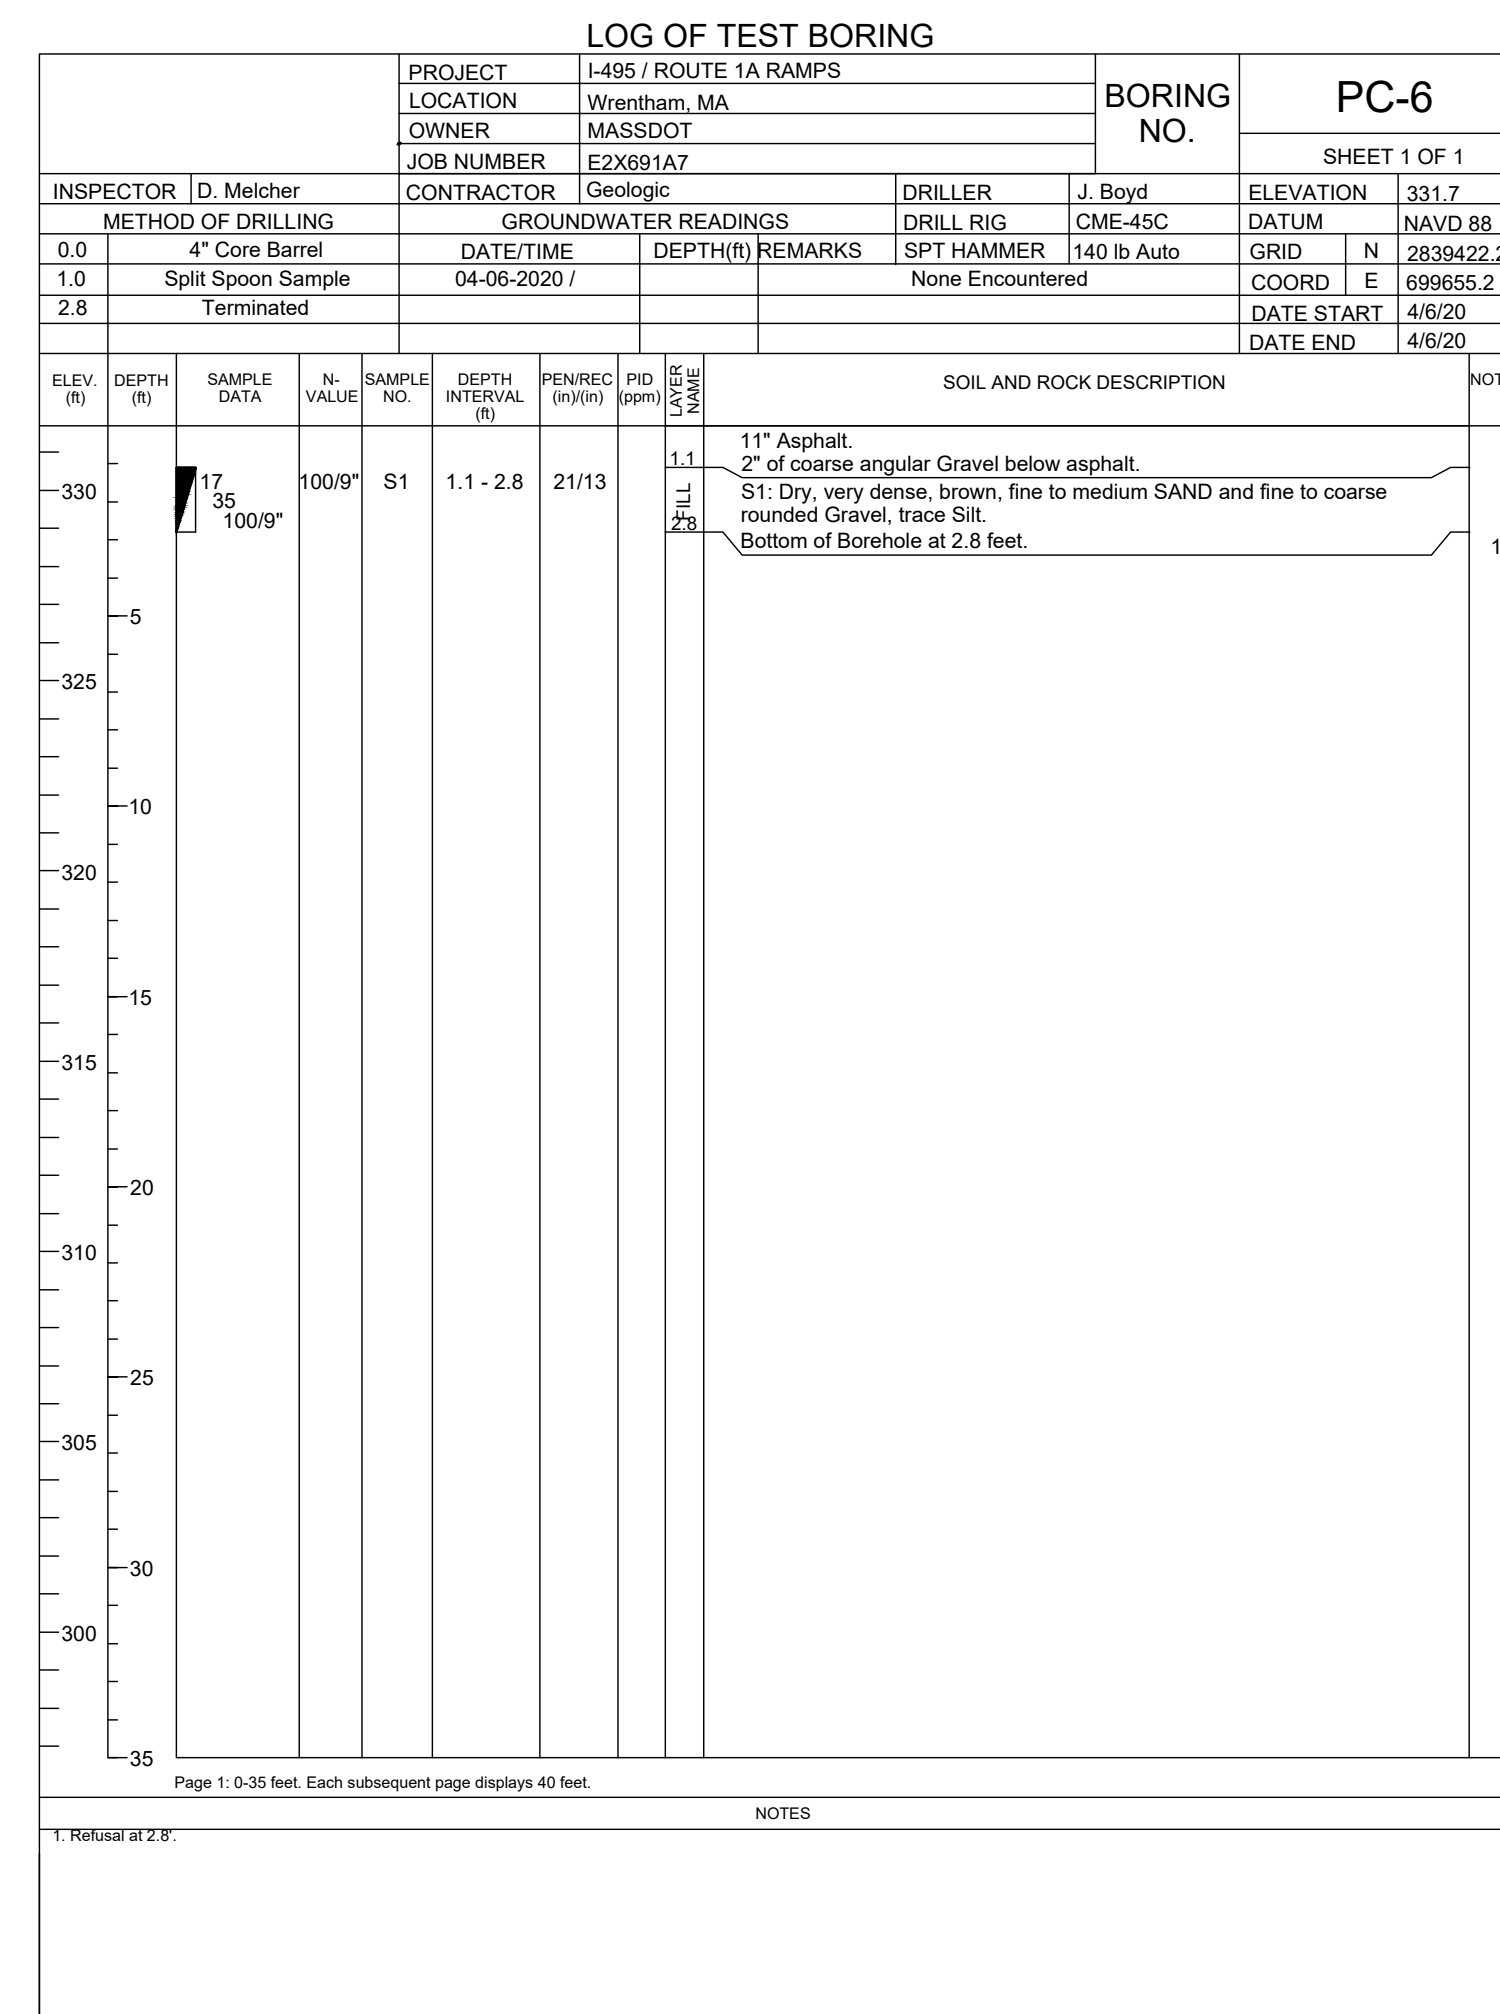 LOG OF TEST BORING
PROJECT I-495 / ROUTE 1A RAMPS
LOCATION Wrentham, MA
OWNER MASSDOT
JOB NUMBER E2X691A7
BORING NO.
PC-6
SHEET 1 OF 1
INSPECTOR D. Melcher CONTRACTOR Geologic DRILLER J. Boyd ELEVATION 331.7
METHOD OF DRILLING GROUNDWATER READINGS DRILL RIG CME-45C DATUM NAVD 88
0.0 4" Core Barrel DATE/TIME DEPTH(ft) REMARKS SPT HAMMER 140 lb Auto GRID N 2839422.2
1.0 Split Spoon Sample 04-06-2020 / None Encountered COORD E 699655.2
2.8 Terminated DATE START 4/6/20
DATE END 4/6/20
ELEV. (ft) DEPTH (ft) SAMPLE DATA N-VALUE SAMPLE NO. DEPTH INTERVAL (ft) PEN/REC (in)/(in) PID (ppm) LAYER NAME SOIL AND ROCK DESCRIPTION NOT
11" Asphalt.
1.1 2" of coarse angular Gravel below asphalt.
330 17 100/9" S1 1.1 - 2.8 21/13 FILL S1: Dry, very dense, brown, fine to medium SAND and fine to coarse
35
100/9" 2.8 rounded Gravel, trace Silt.
Bottom of Borehole at 2.8 feet. 1
5
325
10
320
15
315
20
310
25
305
30
300
35
Page 1: 0-35 feet. Each subsequent page displays 40 feet.
NOTES
1. Refusal at 2.8'.